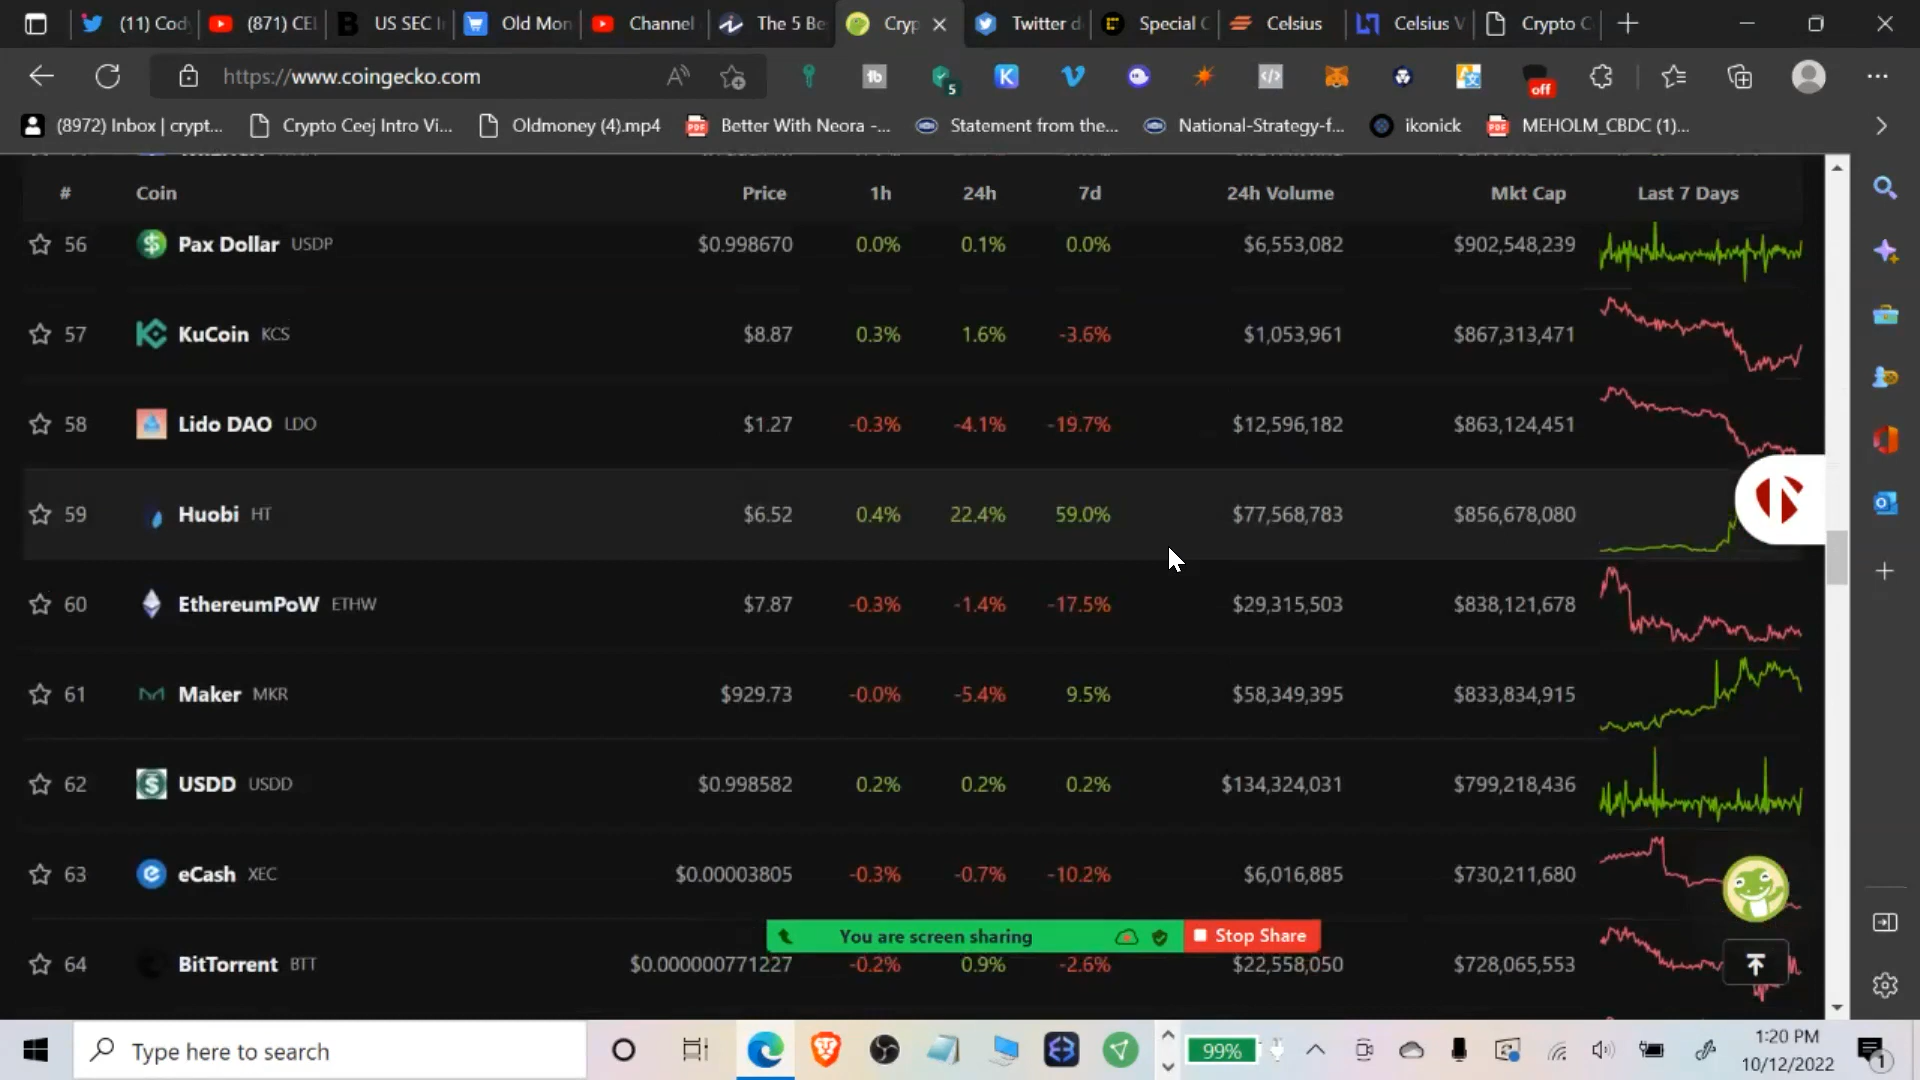 (11) Cod
(871) CEL
US SEC I
Old Mon
Channel
The 5 Be
Cryp
Twitter d
Special C
Celsius
Celsius V
Crypto C
https://www.coingecko.com
5
off
(8972) Inbox | crypt...
Crypto Ceej Intro Vi...
Oldmoney (4).mp4
Better With Neora -...
Statement from the...
National-Strategy-f...
ikonick
MEHOLM_CBDC (1)...
# Coin Price 1h 24h 7d 24h Volume Mkt Cap Last 7 Days
56 Pax Dollar USDP $0.998670 0.0% 0.1% 0.0% $6,553,082 $902,548,239
57 KuCoin KCS $8.87 0.3% 1.6% -3.6% $1,053,961 $867,313,471
58 Lido DAO LDO $1.27 -0.3% -4.1% -19.7% $12,596,182 $863,124,451
59 Huobi HT $6.52 0.4% 22.4% 59.0% $77,568,783 $856,678,080
60 EthereumPoW ETHW $7.87 -0.3% -1.4% -17.5% $29,315,503 $838,121,678
61 Maker MKR $929.73 -0.0% -5.4% 9.5% $58,349,395 $833,834,915
62 USDD USDD $0.998582 0.2% 0.2% 0.2% $134,324,031 $799,218,436
63 eCash XEC $0.00003805 -0.3% -0.7% -10.2% $6,016,885 $730,211,680
You are screen sharing Stop Share
64 BitTorrent BTT $0.000000771227 -0.2% 0.9% -2.6% $22,558,050 $728,065,553
Type here to search
99%
1:20 PM
10/12/2022
1